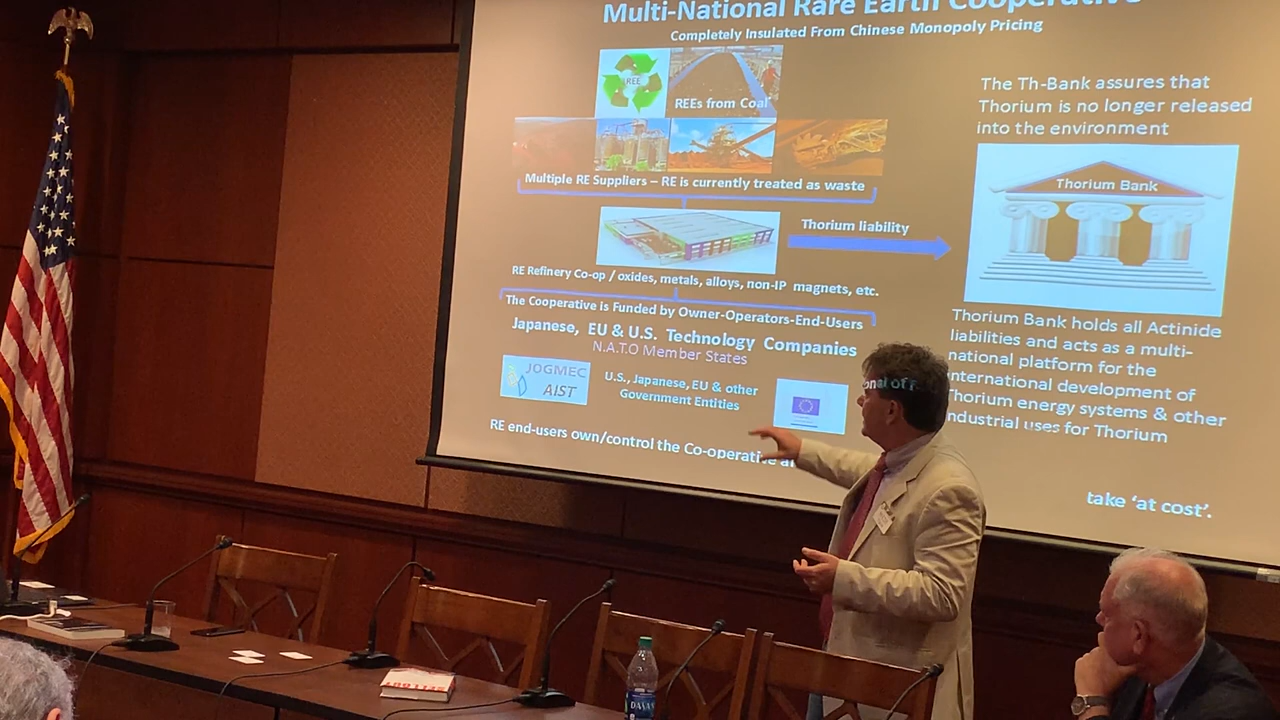 Multi-National Rare Earth Cooperative
Completely Insulated From Chinese Monopoly Pricing
REE
REEs from Coal
Multiple RE Suppliers – RE is currently treated as waste
Thorium liability
RE Refinery Co-op / oxides, metals, alloys, non-IP magnets, etc.
The Cooperative is Funded by Owner-Operators-End-Users
Japanese, EU & U.S. Technology Companies
N.A.T.O Member States
JOGMEC
AIST
U.S., Japanese, EU & other
Government Entities
RE end-users own/control the Co-operative
onal off
take ‘at cost’.
The Th-Bank assures that
Thorium is no longer released
into the environment
Thorium Bank
Thorium Bank holds all Actinide
liabilities and acts as a multi-
national platform for the
international development of
Thorium energy systems & other
industrial uses for Thorium
DASANI